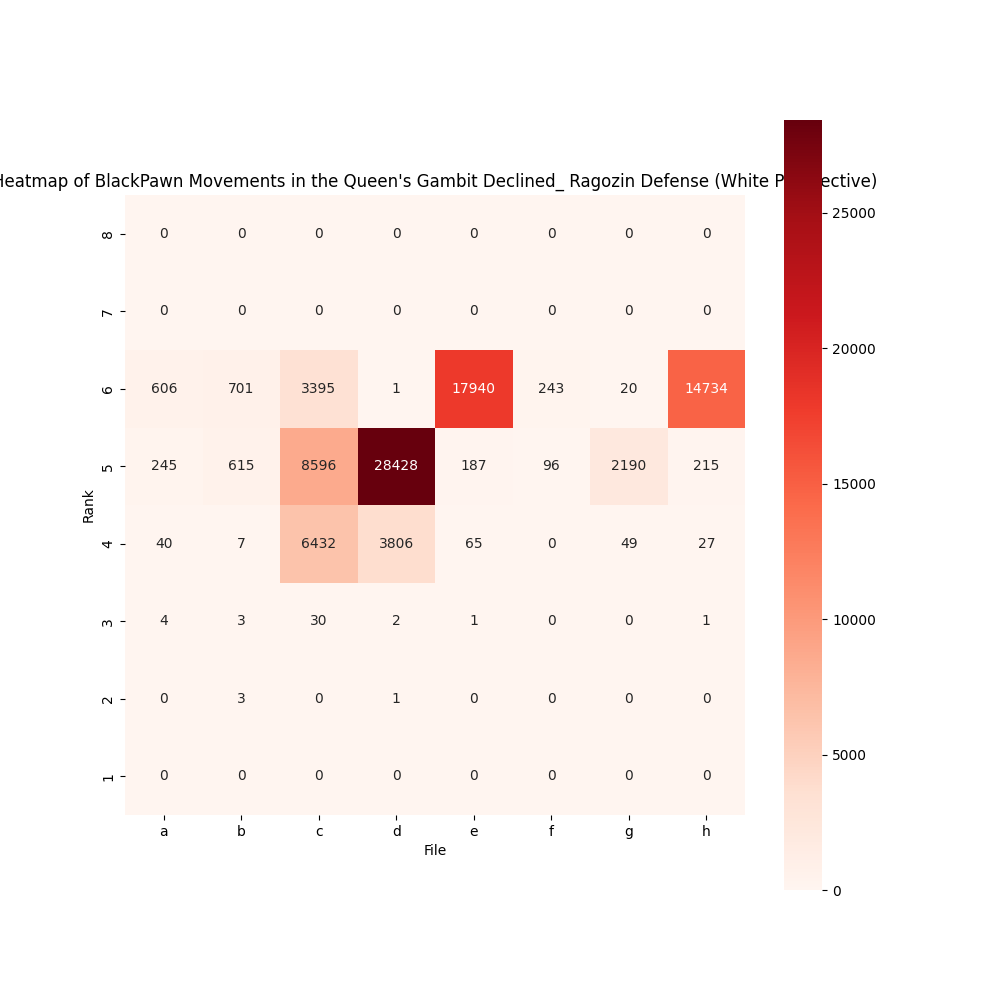 Heatmap of BlackPawn Movements in the Queen's Gambit Declined_ Ragozin Defense (White P ective)
8 0 0 0 0 0 0 0 0
7 0 0 0 0 0 0 0 0
6 606 701 3395 1 17940 243 20 14734
5 245 615 8596 28428 187 96 2190 215
4 40 7 6432 3806 65 0 49 27
3 4 3 30 2 1 0 0 1
2 0 3 0 1 0 0 0 0
1 0 0 0 0 0 0 0 0
a b c d e f g h
File
Rank
25000
20000
15000
10000
5000
0